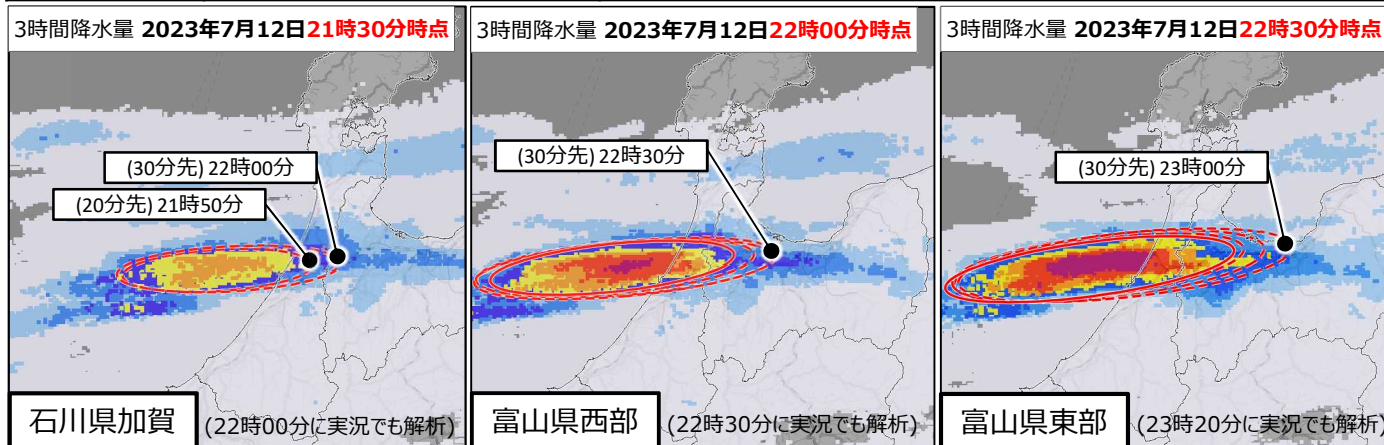 3時間降水量 2023年7月12日21時30分時点
(30分先) 22時00分
(20分先) 21時50分
石川県加賀 (22時00分に実況でも解析)
3時間降水量 2023年7月12日22時00分時点
(30分先) 22時30分
富山県西部 (22時30分に実況でも解析)
3時間降水量 2023年7月12日22時30分時点
(30分先) 23時00分
富山県東部 (23時20分に実況でも解析)